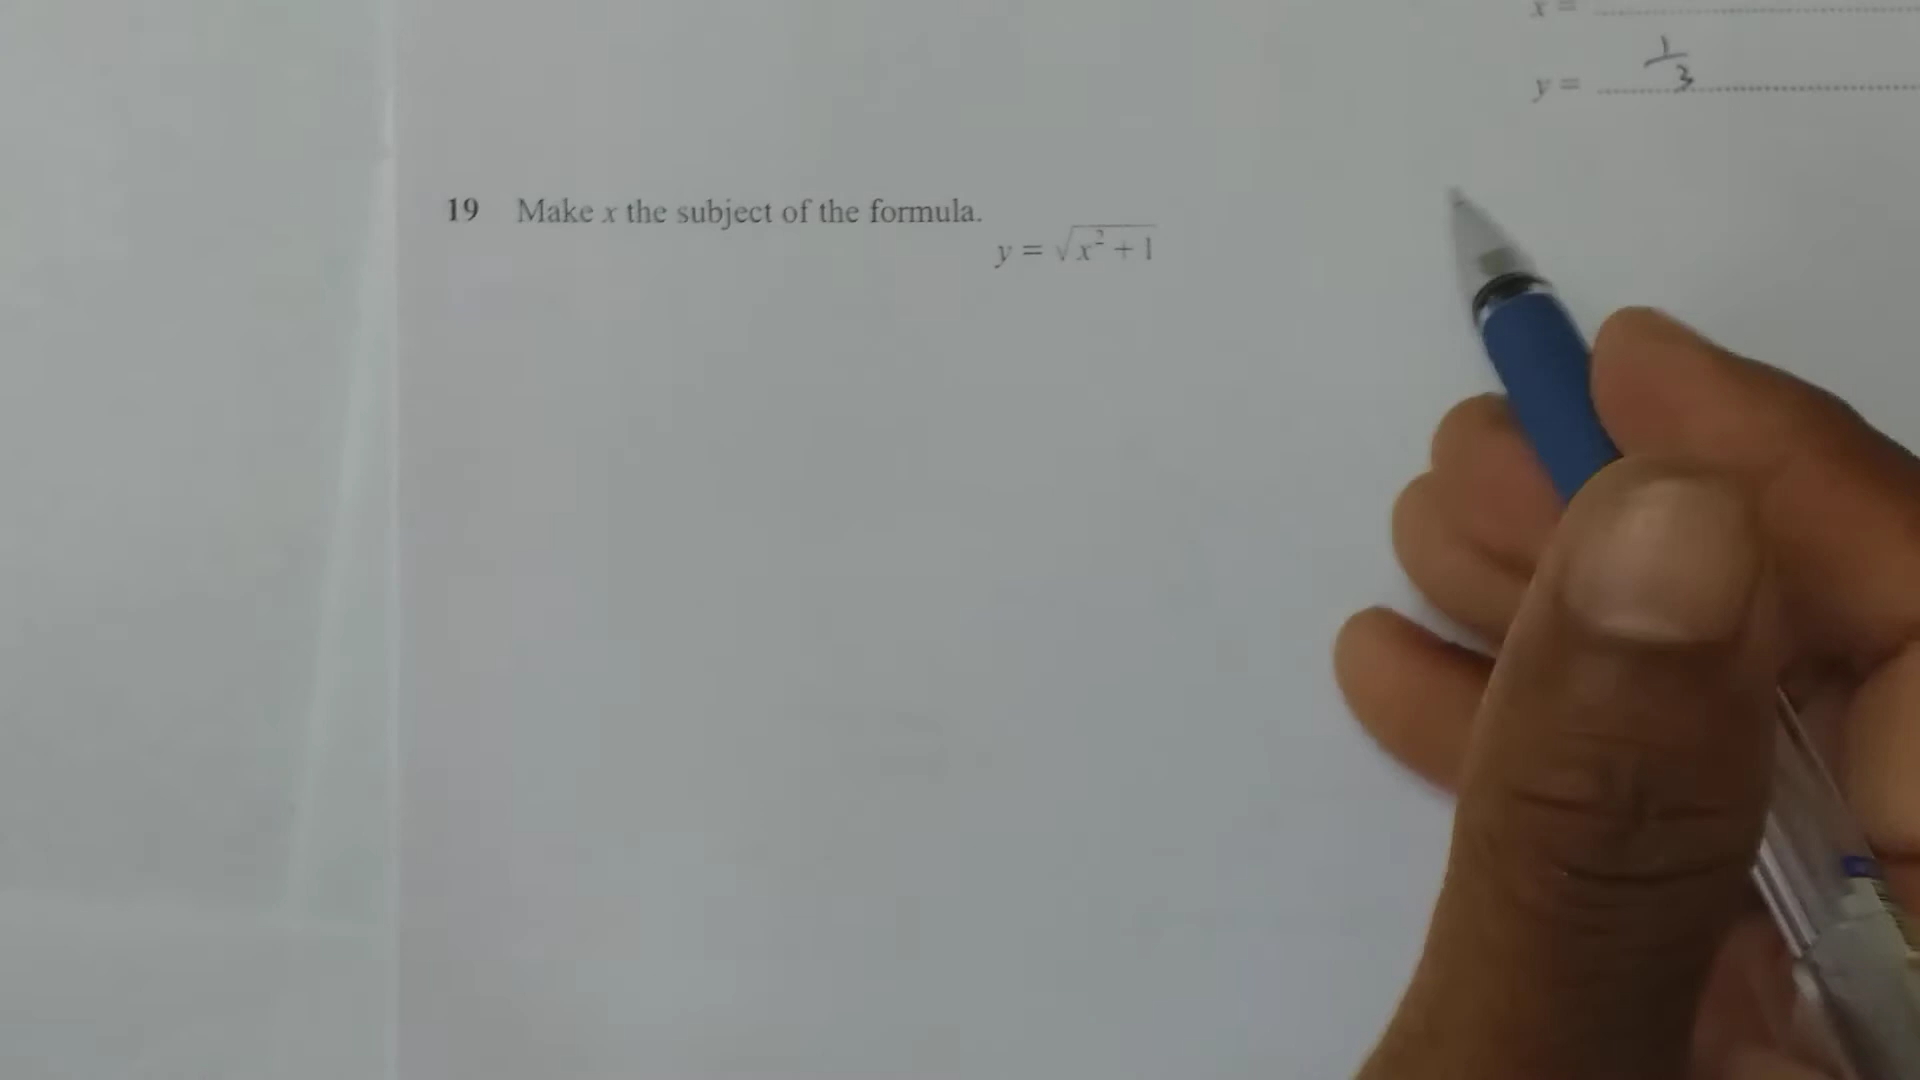 x =
y = 1/3
19 Make x the subject of the formula.
y = √(x² + 1)